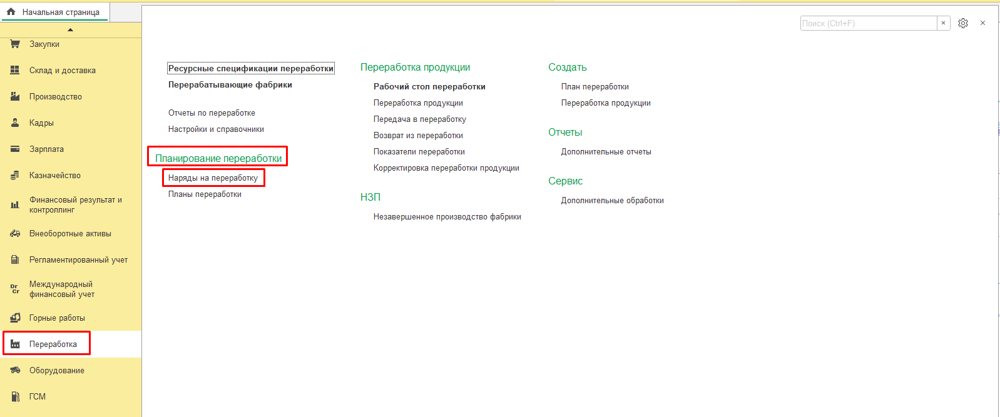 Начальная страница
Поиск (Ctrl+F)
Закупки
Склад и доставка
Производство
Кадры
Зарплата
Казначейство
Финансовый результат и
контроллинг
Внеоборотные активы
Регламентированный учет
Dr
Cr
Международный
финансовый учет
Горные работы
Переработка
Оборудование
ГСМ
Ресурсные спецификации переработки
Перерабатывающие фабрики
Отчеты по переработке
Настройки и справочники
Планирование переработки
Наряды на переработку
Планы переработки
Переработка продукции
Рабочий стол переработки
Переработка продукции
Передача в переработку
Возврат из переработки
Показатели переработки
Корректировка переработки продукции
НЗП
Незавершенное производство фабрики
Создать
План переработки
Переработка продукции
Отчеты
Дополнительные отчеты
Сервис
Дополнительные обработки